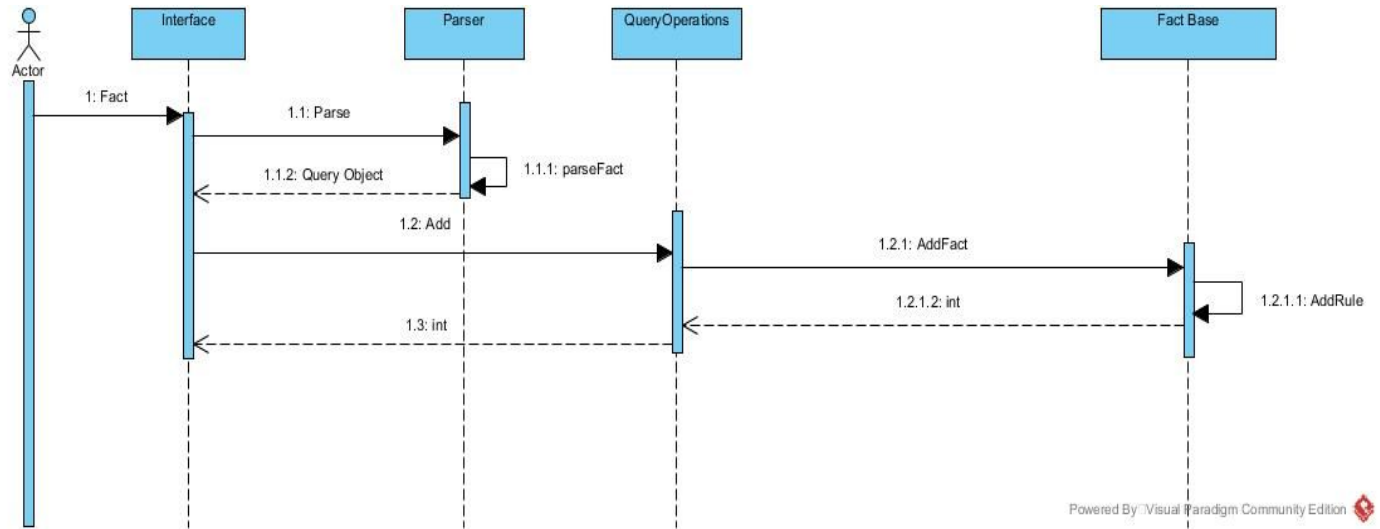 Interface
Parser
QueryOperations
Fact Base
Actor
1: Fact
1.1: Parse
1.1.1: parseFact
1.1.2: Query Object
1.2: Add
1.2.1: AddFact
1.2.1.1: AddRule
1.2.1.2: int
1.3: int
Powered By Visual Paradigm Community Edition